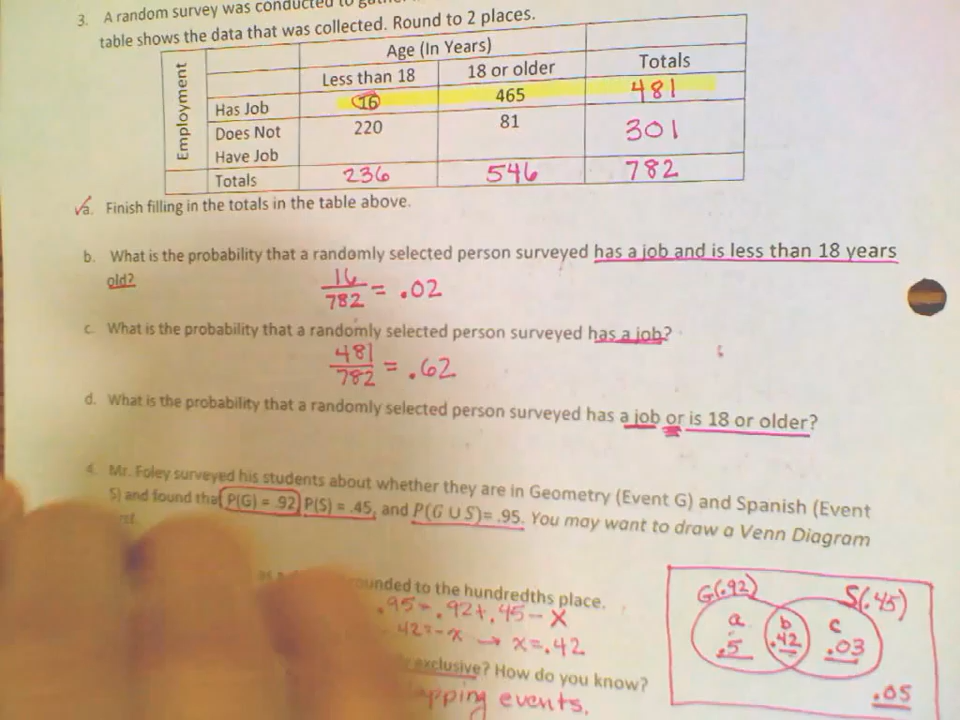 3. A random survey was conducted to
table shows the data that was collected. Round to 2 places.
Employment
Age (In Years)
Less than 18 18 or older Totals
Has Job 16 465 481
Does Not Have Job 220 81 301
Totals 236 546 782
√a. Finish filling in the totals in the table above.
b. What is the probability that a randomly selected person surveyed has a job and is less than 18 years
old?
16/782 = .02
c. What is the probability that a randomly selected person surveyed has a job?
481/782 = .62
d. What is the probability that a randomly selected person surveyed has a job or is 18 or older?
4. Mr. Foley surveyed his students about whether they are in Geometry (Event G) and Spanish (Event
S) and found that P(G) = .92, P(S) = .45, and P(G ∪ S)= .95. You may want to draw a Venn Diagram
rounded to the hundredths place.
.95 = .92 + .45 - X
-.42 = -x → x = .42
exclusive? How do you know?
events.
G(.92) S(.45)
a b c
.5 .42 .03
.05